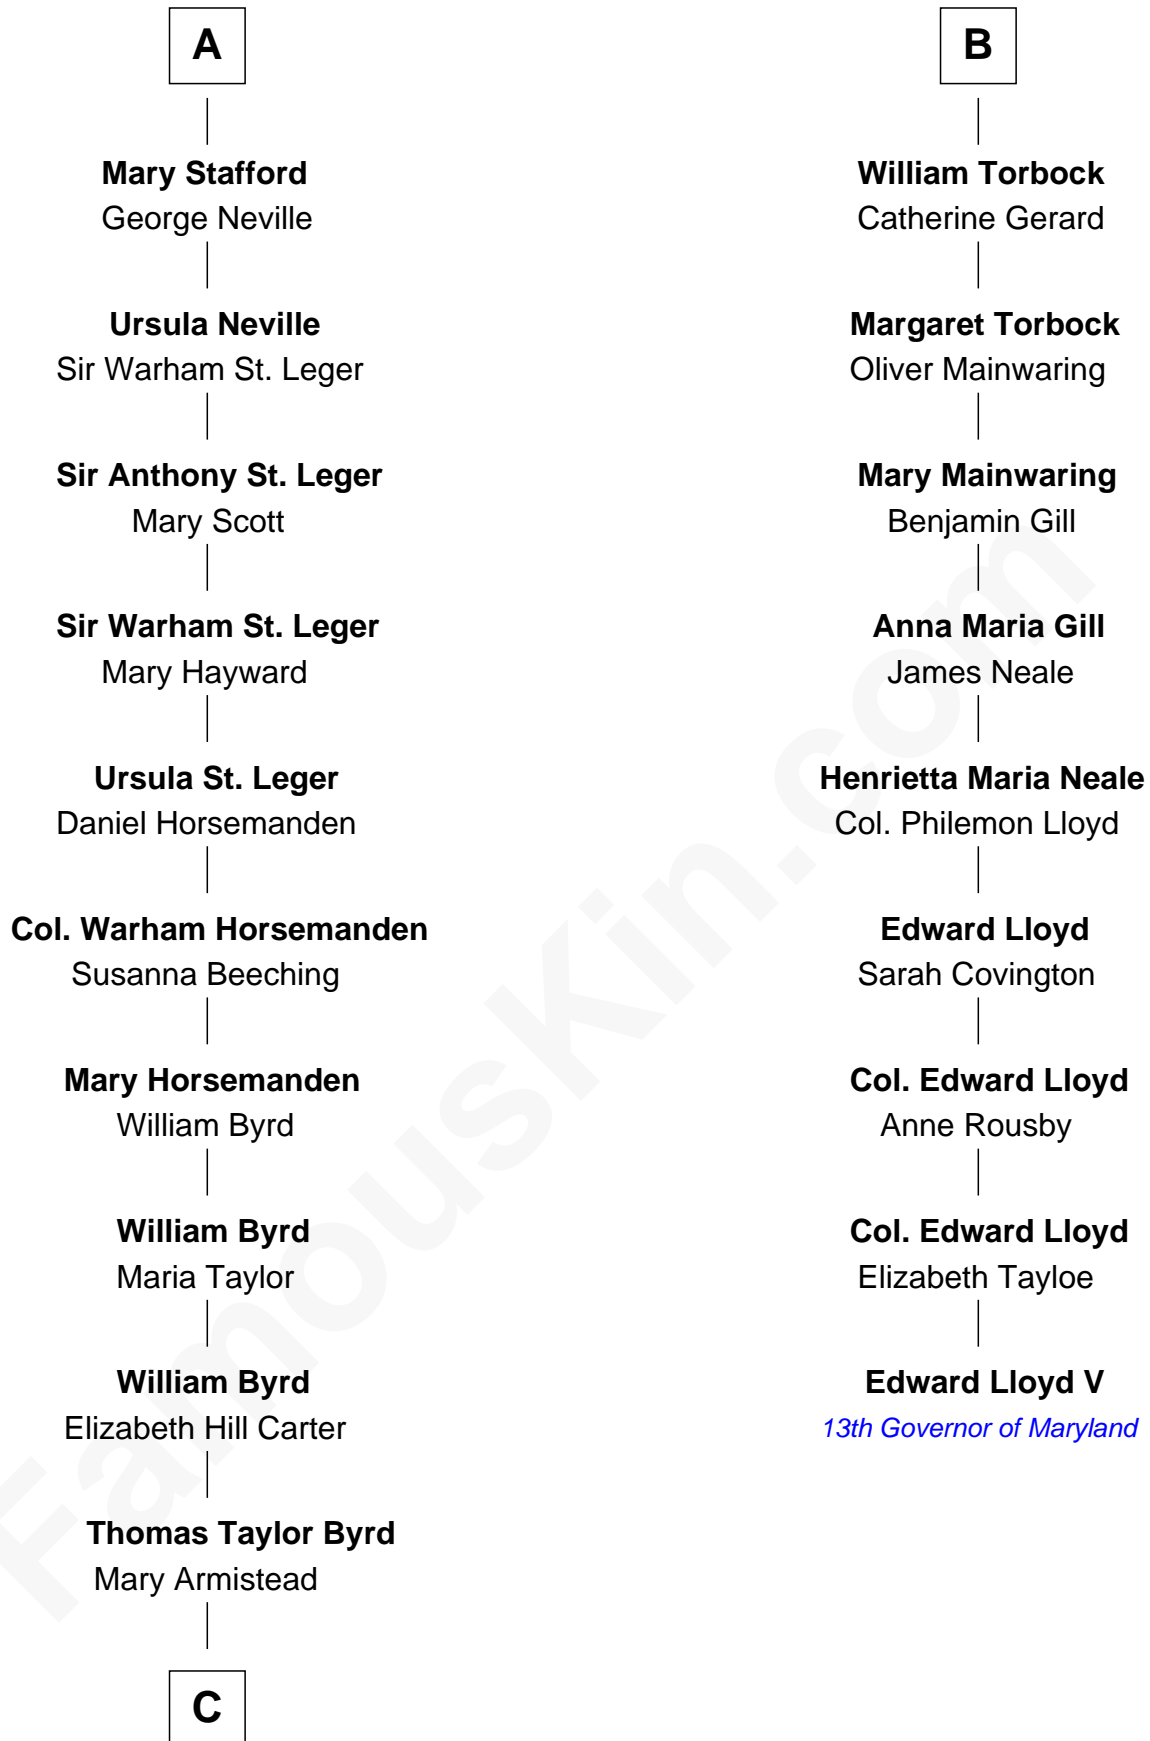 A
Mary Stafford
George Neville
Ursula Neville
Sir Warham St. Leger
Sir Anthony St. Leger
Mary Scott
Sir Warham St. Leger
Mary Hayward
Ursula St. Leger
Daniel Horsemanden
Col. Warham Horsemanden
Susanna Beeching
Mary Horsemanden
William Byrd
William Byrd
Maria Taylor
William Byrd
Elizabeth Hill Carter
Thomas Taylor Byrd
Mary Armistead
C
B
William Torbock
Catherine Gerard
Margaret Torbock
Oliver Mainwaring
Mary Mainwaring
Benjamin Gill
Anna Maria Gill
James Neale
Henrietta Maria Neale
Col. Philemon Lloyd
Edward Lloyd
Sarah Covington
Col. Edward Lloyd
Anne Rousby
Col. Edward Lloyd
Elizabeth Tayloe
Edward Lloyd V
13th Governor of Maryland
FamousKin.com